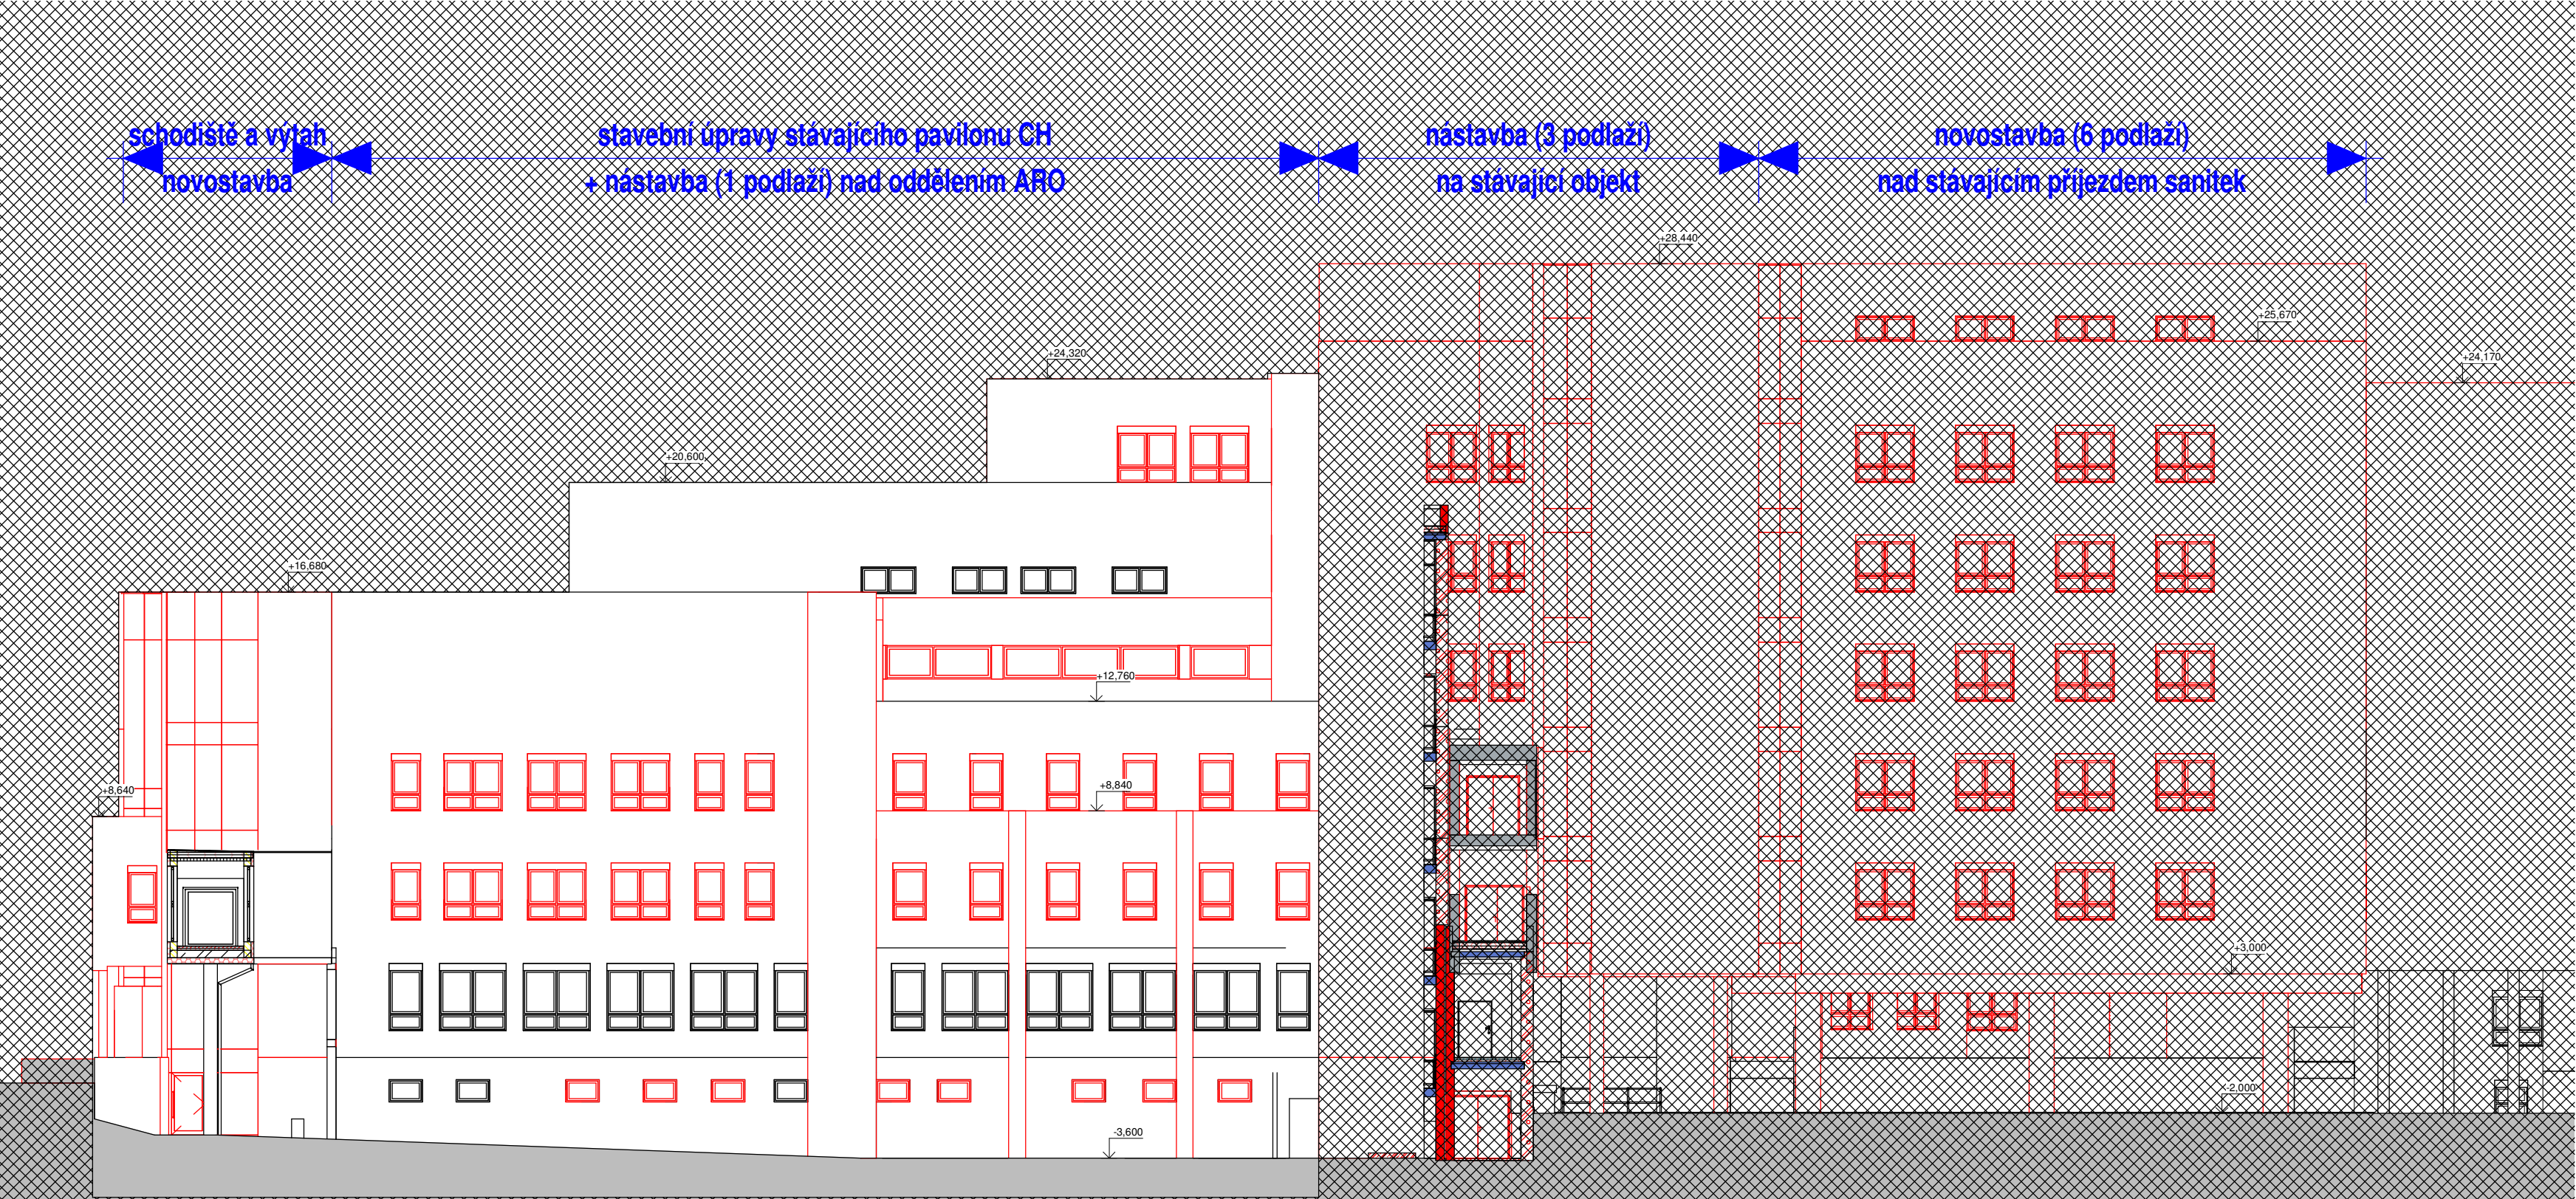 schodiště a výtah
novostavba
stavební úpravy stávajícího pavilonu CH
+ nástavba (1 podlaží) nad oddělením ARO
nástavba (3 podlaží)
na stávající objekt
novostavba (6 podlaží)
nad stávajícím příjezdem sanitek
+28,440
+25,670
+24,320
+24,170
+20,600
+16,680
+12,760
+8,640
+8,840
+3,000
-2,000
-3,600